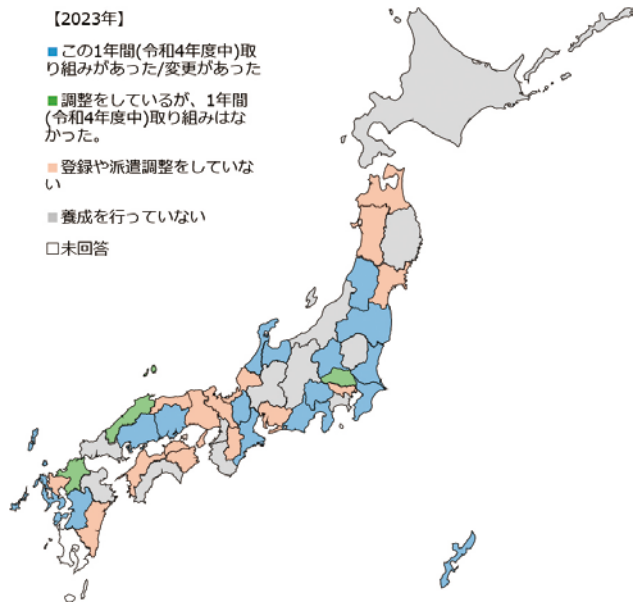 【2023年】
■この1年間(令和4年度中)取
り組みがあった/変更があった
■調整をしているが、1年間
(令和4年度中)取り組みはな
かった。
■登録や派遣調整をしていな
い
■養成を行っていない
□未回答